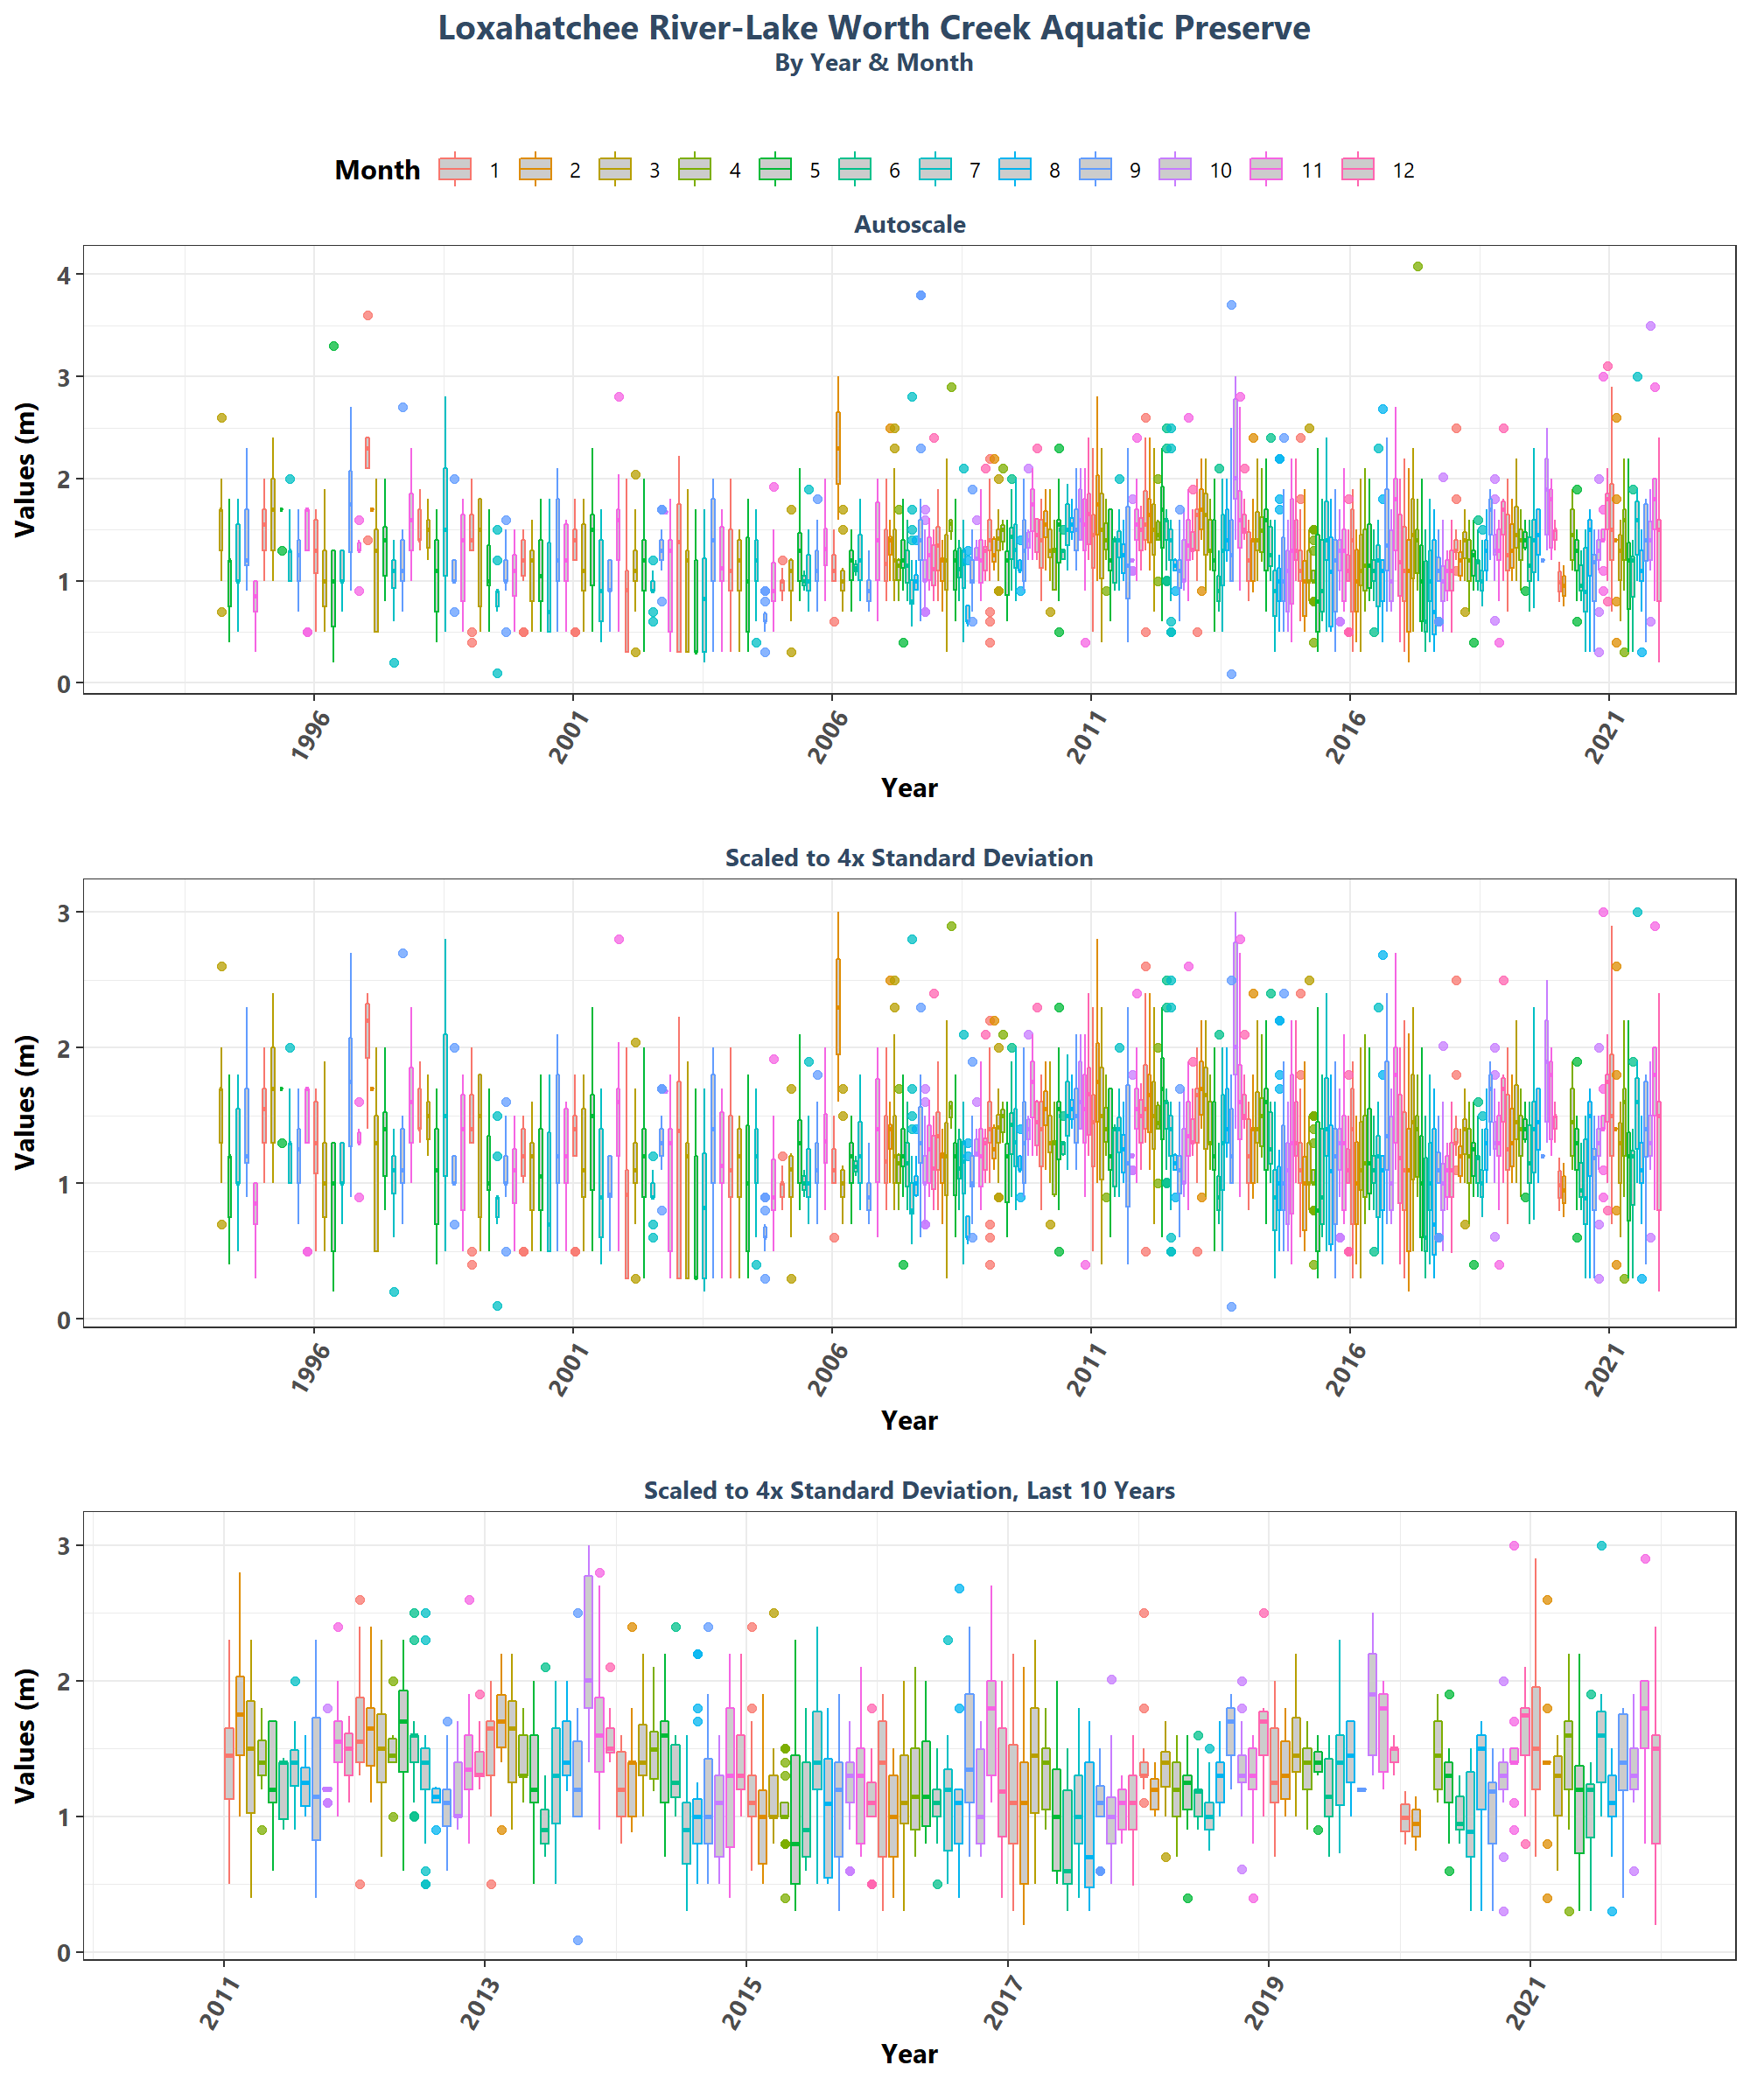 Loxahatchee River-Lake Worth Creek Aquatic Preserve
By Year & Month
Month 1 2 3 4 5 6 7 8 9 10 11 12
Autoscale
Values (m)
4
3
2
1
0
1996 2001 2006 2011 2016 2021
Year
Scaled to 4x Standard Deviation
Values (m)
3
2
1
0
1996 2001 2006 2011 2016 2021
Year
Scaled to 4x Standard Deviation, Last 10 Years
Values (m)
3
2
1
0
2011 2013 2015 2017 2019 2021
Year